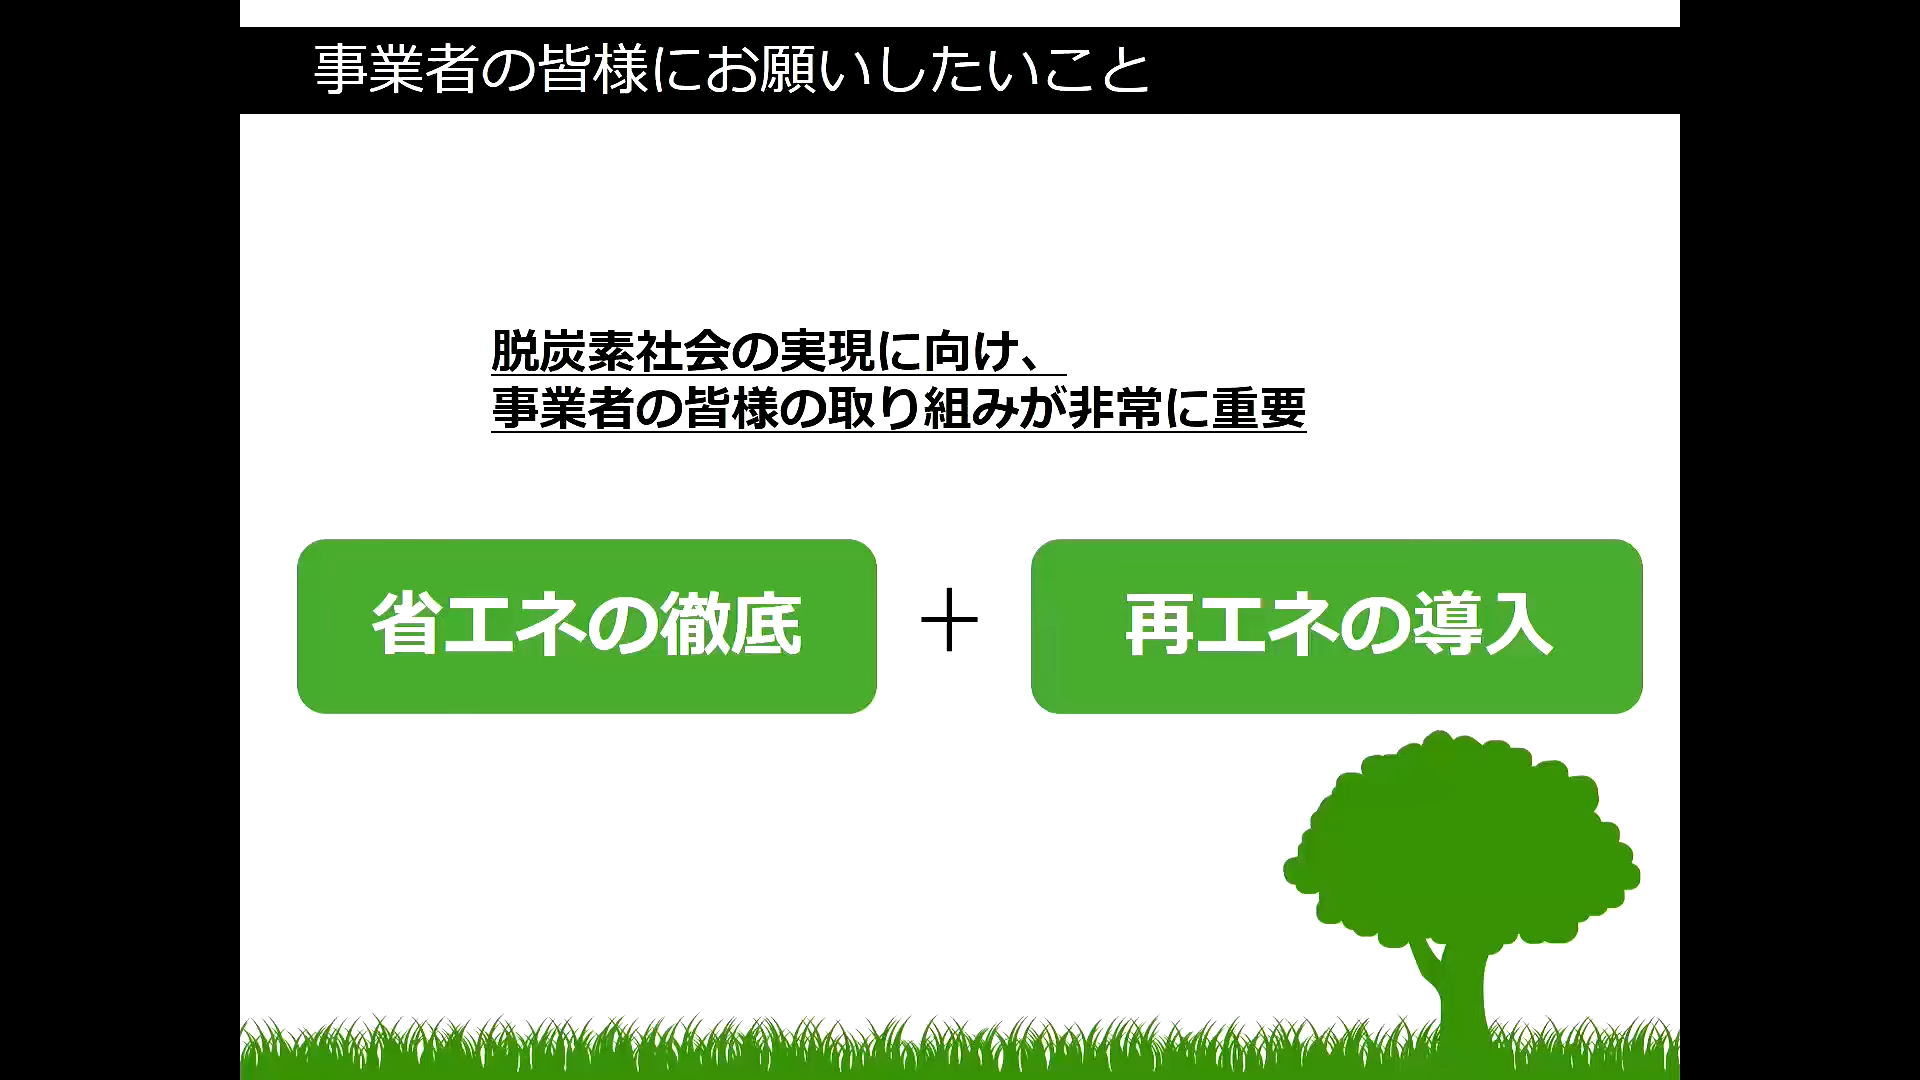 事業者の皆様にお願いしたいこと
脱炭素社会の実現に向け、
事業者の皆様の取り組みが非常に重要
省エネの徹底
＋
再エネの導入